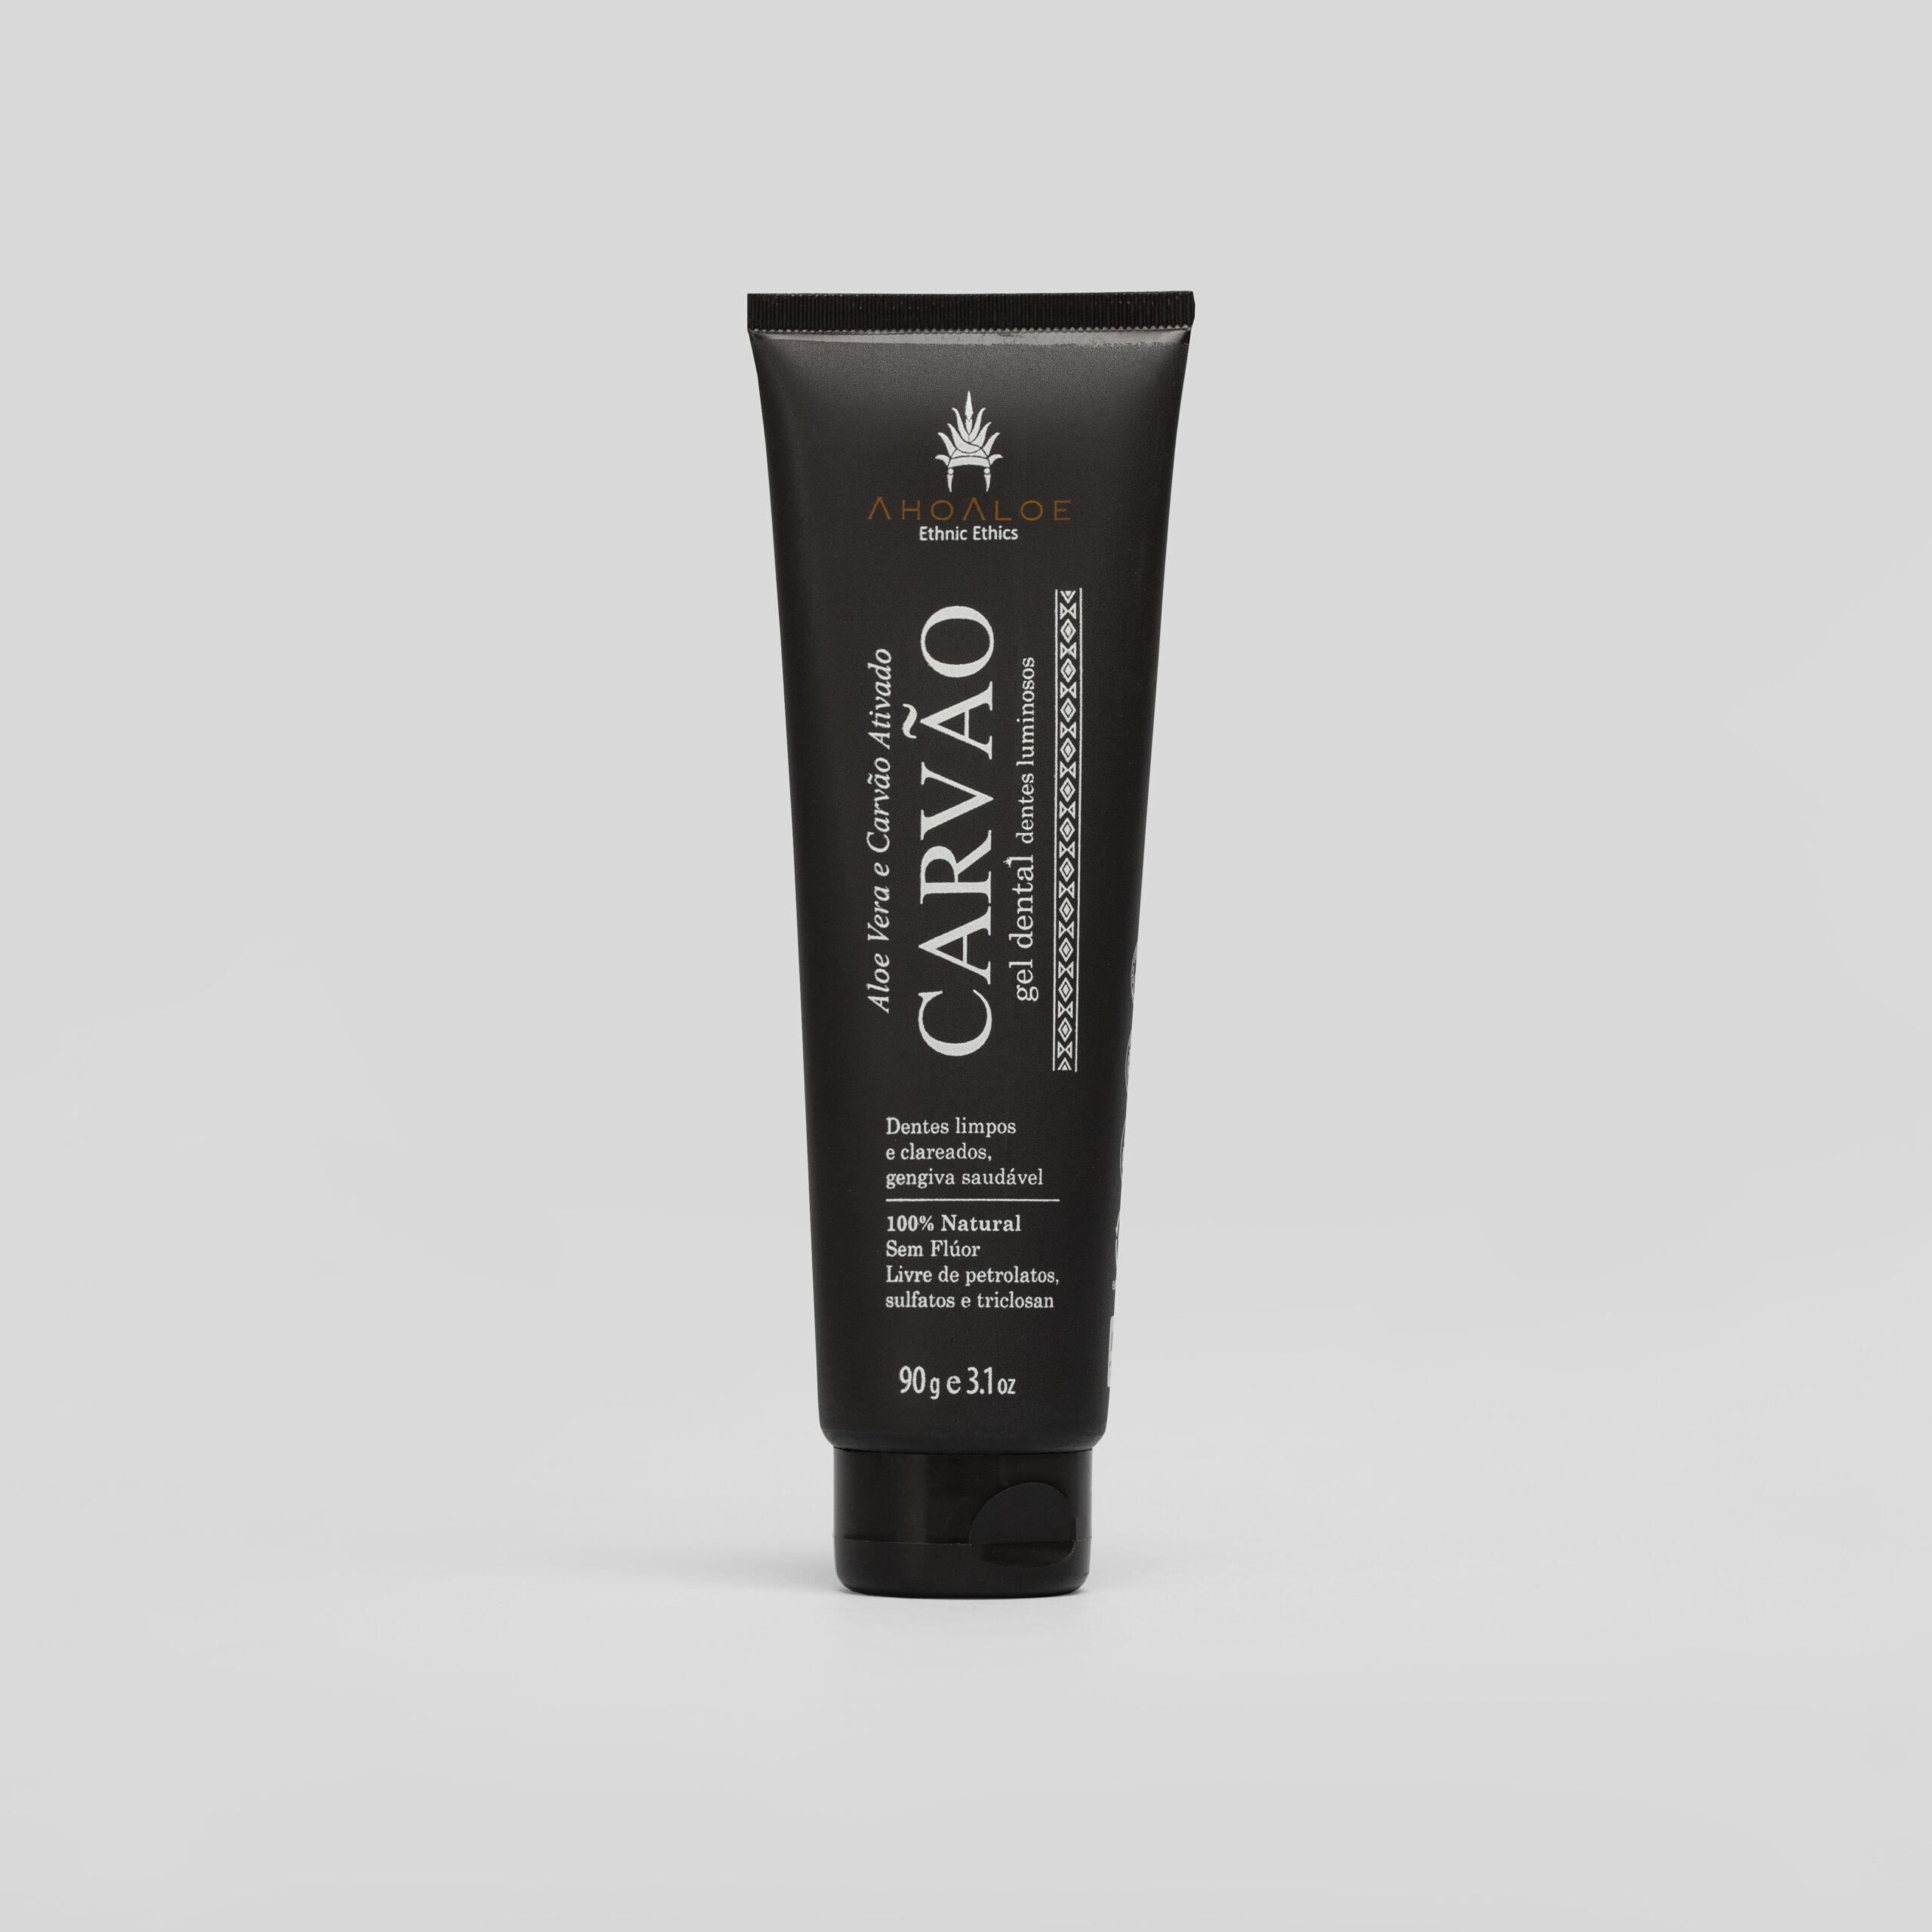 AHOALOE
Ethnic Ethics
Aloe Vera e Carvão Ativado
CARVÃO
gel dental dentes luminosos
Dentes limpos
e clareados,
gengiva saudável
100% Natural
Sem Flúor
Livre de petrolatos,
sulfatos e triclosan
90g e 3.1oz